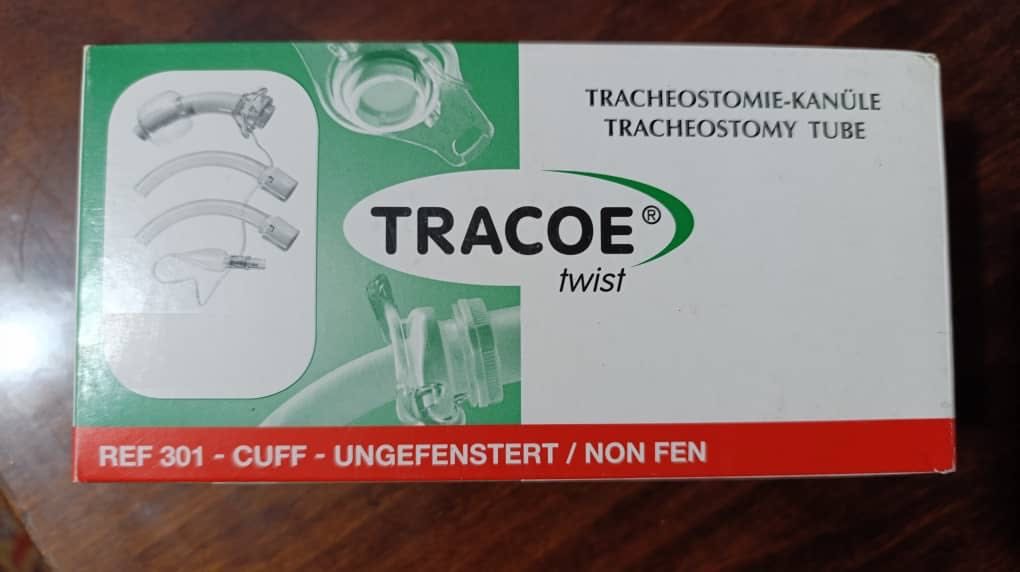 TRACHEOSTOMIE-KANÜLE
TRACHEOSTOMY TUBE
TRACOE®
twist
REF 301 - CUFF - UNGEFENSTERT / NON FEN